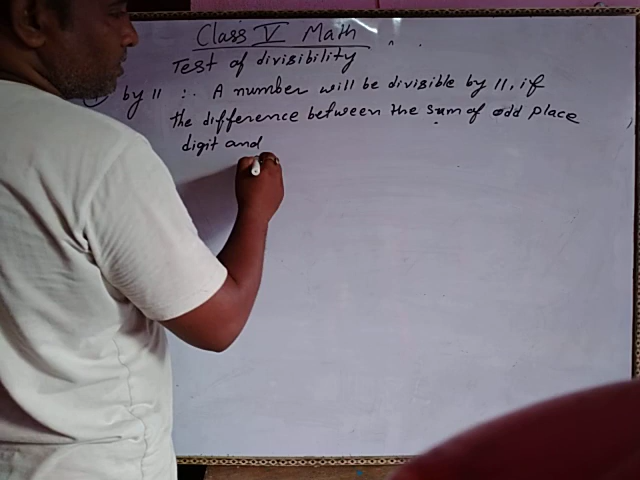 Class V Math
Test of divisibility
by 11 :. A number will be divisible by 11, if
the difference between the sum of odd place
digit and